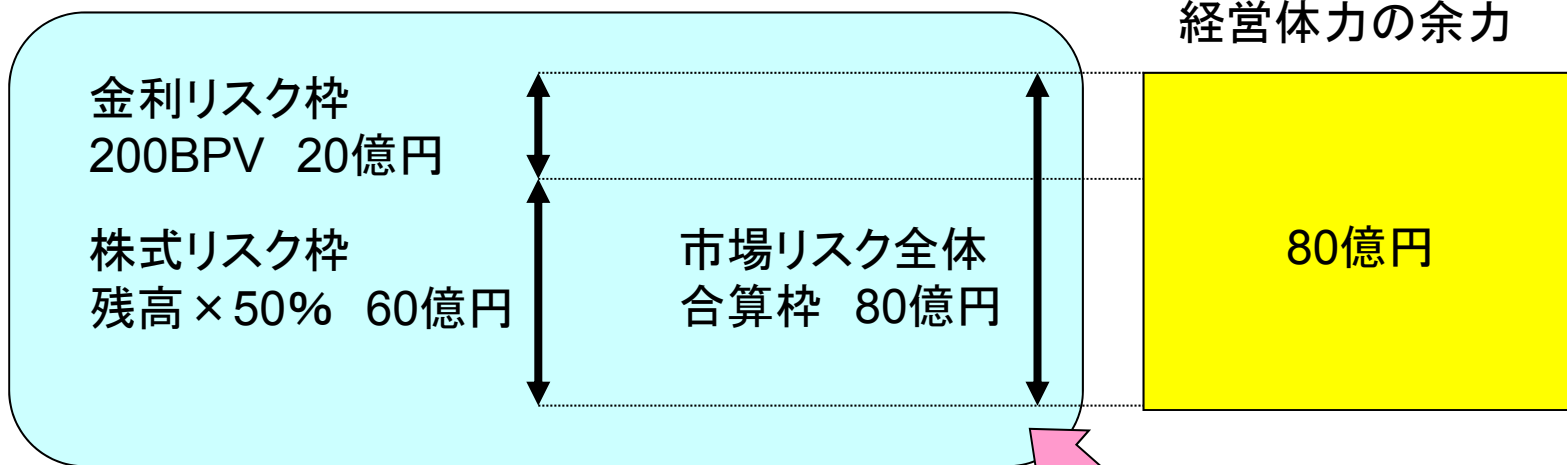 経営体力の余力
金利リスク枠
200BPV 20億円
株式リスク枠
残高×50% 60億円
市場リスク全体
合算枠 80億円
80億円